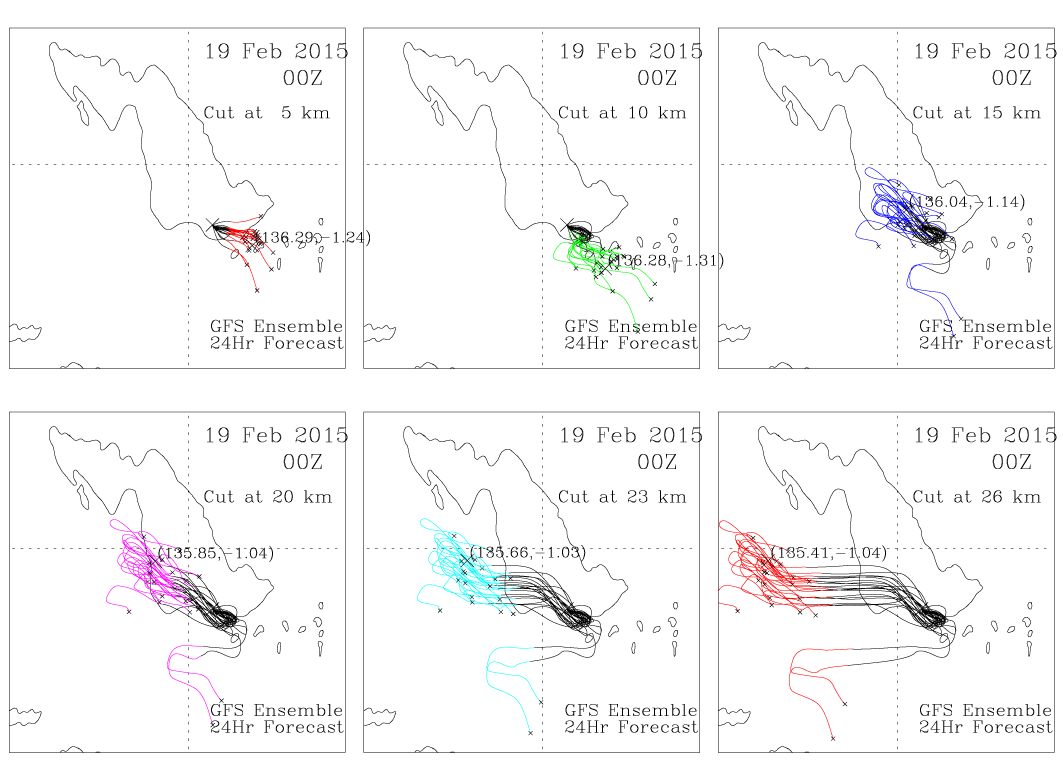 19 Feb 2015
00Z
Cut at 5 km
(136.29,-1.24)
GFS Ensemble
24Hr Forecast
19 Feb 2015
00Z
Cut at 10 km
(136.28,-1.31)
GFS Ensemble
24Hr Forecast
19 Feb 2015
00Z
Cut at 15 km
(136.04,-1.14)
GFS Ensemble
24Hr Forecast
19 Feb 2015
00Z
Cut at 20 km
(135.85,-1.04)
GFS Ensemble
24Hr Forecast
19 Feb 2015
00Z
Cut at 23 km
(135.66,-1.03)
GFS Ensemble
24Hr Forecast
19 Feb 2015
00Z
Cut at 26 km
(135.41,-1.04)
GFS Ensemble
24Hr Forecast